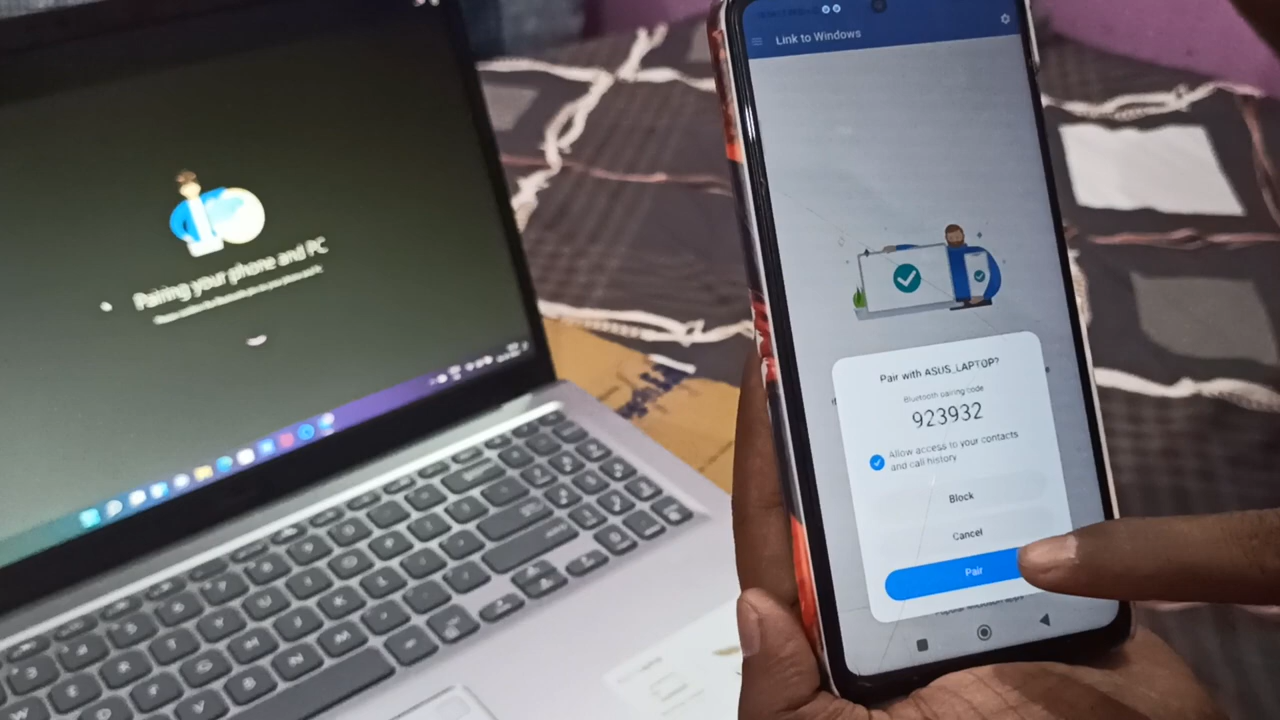 Pairing your phone and PC
Link to Windows
Pair with ASUS_LAPTOP?
Bluetooth pairing code
923932
Allow access to your contacts
and call history
Block
Cancel
Pair